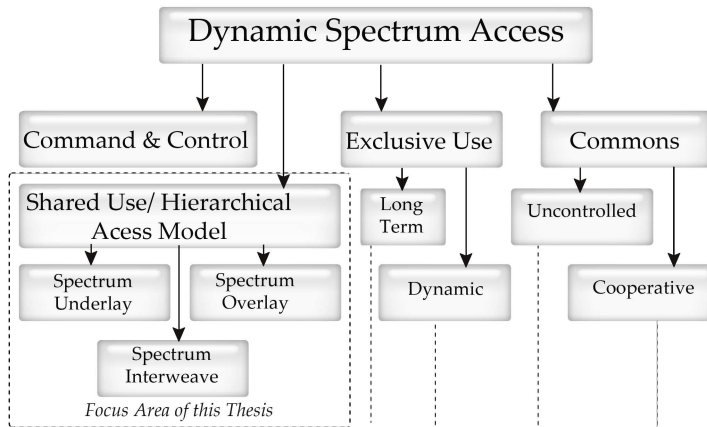 Dynamic Spectrum Access
Command & Control
Exclusive Use
Commons
Shared Use/ Hierarchical
Acess Model
Long
Term
Uncontrolled
Spectrum
Underlay
Spectrum
Overlay
Dynamic
Cooperative
Spectrum
Interweave
Focus Area of this Thesis